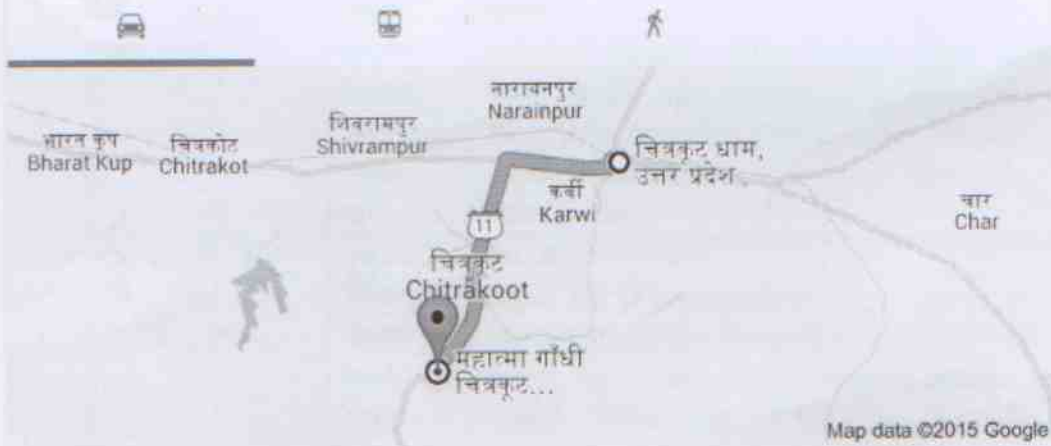 नारायनपुर
Narainpur
शिवरामपुर
Shivrampur
भारत कूप
Bharat Kup
चित्रकोट
Chitrakot
चित्रकूट धाम,
उत्तर प्रदेश
कर्वी
Karwi
चार
Char
11
चित्रकूट
Chitrakoot
महात्मा गाँधी
चित्रकूट...
Map data ©2015 Google